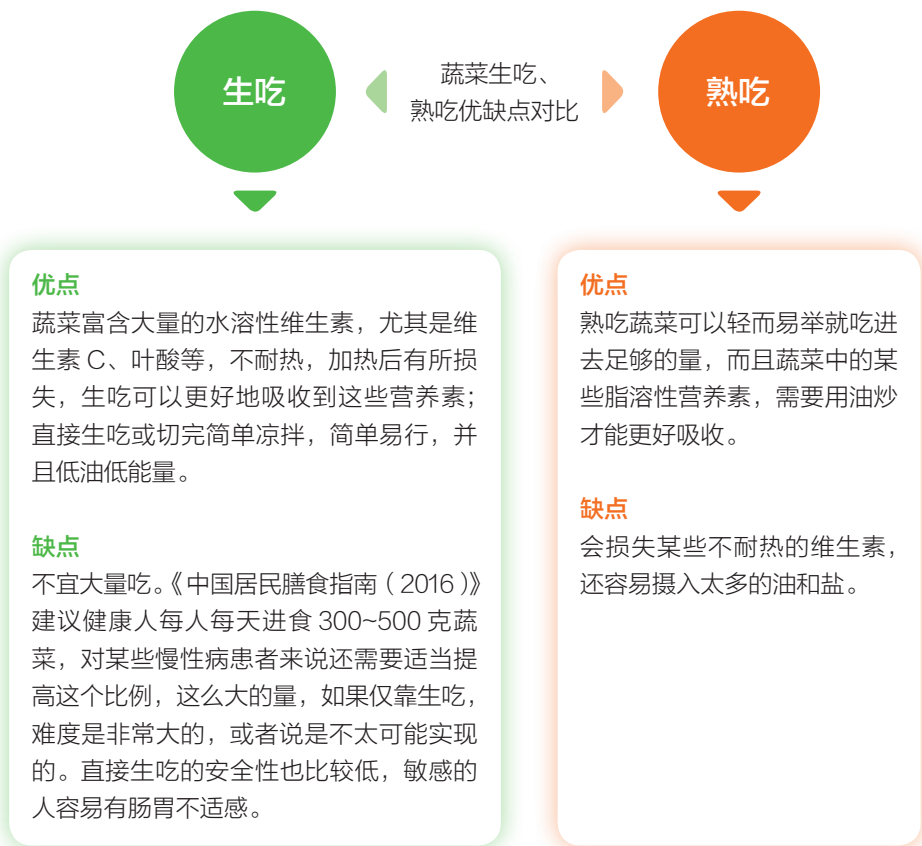 生吃
蔬菜生吃、
熟吃优缺点对比
熟吃
优点
蔬菜富含大量的水溶性维生素，尤其是维
生素 C、叶酸等，不耐热，加热后有所损
失，生吃可以更好地吸收到这些营养素；
直接生吃或切完简单凉拌，简单易行，并
且低油低能量。
缺点
不宜大量吃。《中国居民膳食指南（2016）》
建议健康人每人每天进食 300~500 克蔬
菜，对某些慢性病患者来说还需要适当提
高这个比例，这么大的量，如果仅靠生吃，
难度是非常大的，或者说是不太可能实现
的。直接生吃的安全性也比较低，敏感的
人容易有肠胃不适感。
优点
熟吃蔬菜可以轻而易举就吃进
去足够的量，而且蔬菜中的某
些脂溶性营养素，需要用油炒
才能更好吸收。
缺点
会损失某些不耐热的维生素，
还容易摄入太多的油和盐。